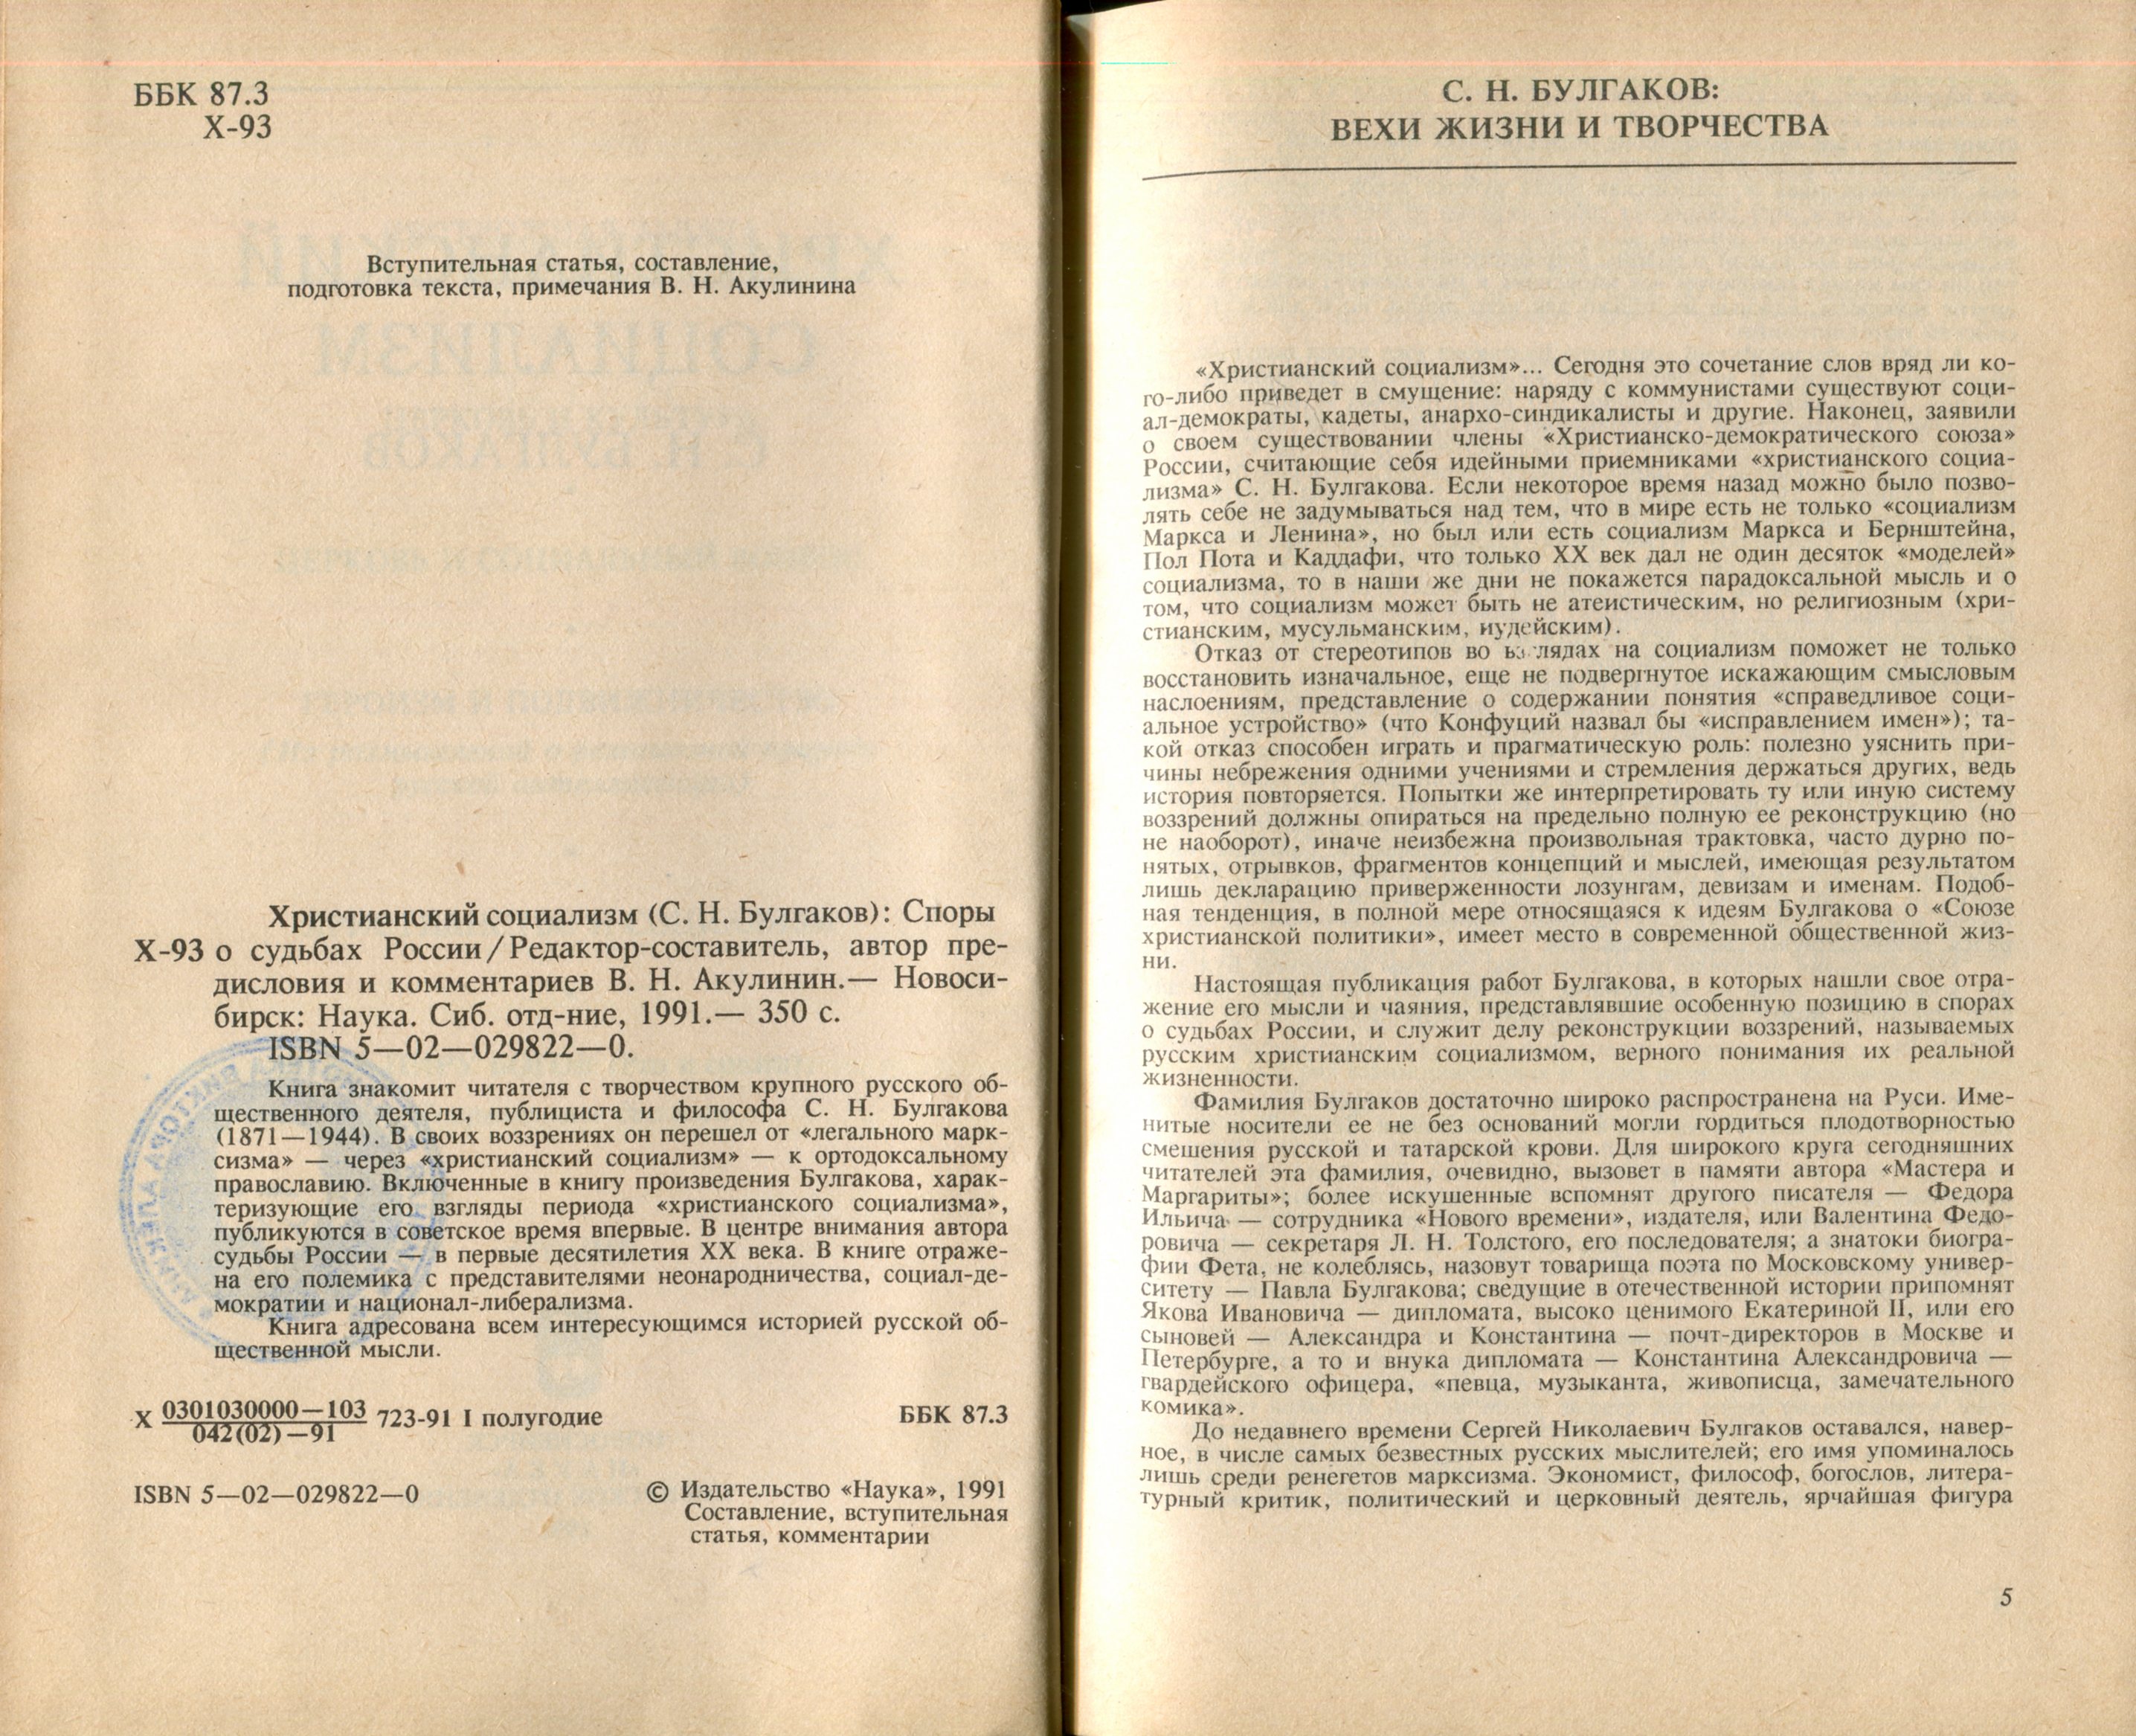 ББК 87.3
Х-93
Вступительная статья, составление,
подготовка текста, примечания В. Н. Акулинина
Христианский социализм (С. Н. Булгаков): Споры
Х-93 о судьбах России/Редактор-составитель, автор пре-
дисловия и комментариев В. Н. Акулинин.— Новоси-
бирск: Наука. Сиб. отд-ние, 1991.— 350 с.
ISBN 5—02—029822—0.
Книга знакомит читателя с творчеством крупного русского об-
щественного деятеля, публициста и философа С. Н. Булгакова
(1871—1944). В своих воззрениях он перешел от «легального марк-
сизма» — через «христианский социализм» — к ортодоксальному
православию. Включенные в книгу произведения Булгакова, харак-
теризующие его взгляды периода «христианского социализма»,
публикуются в советское время впервые. В центре внимания автора
судьбы России — в первые десятилетия XX века. В книге отраже-
на его полемика с представителями неонародничества, социал-де-
мократии и национал-либерализма.
Книга адресована всем интересующимся историей русской об-
щественной мысли.
Х 0301030000—103 723-91 I полугодие ББК 87.3
042(02)—91
ISBN 5—02—029822—0
© Издательство «Наука», 1991
Составление, вступительная
статья, комментарии
С. Н. БУЛГАКОВ:
ВЕХИ ЖИЗНИ И ТВОРЧЕСТВА
«Христианский социализм»... Сегодня это сочетание слов вряд ли ко-
го-либо приведет в смущение: наряду с коммунистами существуют соци-
ал-демократы, кадеты, анархо-синдикалисты и другие. Наконец, заявили
о своем существовании члены «Христианско-демократического союза»
России, считающие себя идейными приемниками «христианского социа-
лизма» С. Н. Булгакова. Если некоторое время назад можно было позво-
лять себе не задумываться над тем, что в мире есть не только «социализм
Маркса и Ленина», но был или есть социализм Маркса и Бернштейна,
Пол Пота и Каддафи, что только XX век дал не один десяток «моделей»
социализма, то в наши же дни не покажется парадоксальной мысль и о
том, что социализм может быть не атеистическим, но религиозным (хри-
стианским, мусульманским, иудейским).
Отказ от стереотипов во взглядах на социализм поможет не только
восстановить изначальное, еще не подвергнутое искажающим смысловым
наслоениям, представление о содержании понятия «справедливое соци-
альное устройство» (что Конфуций назвал бы «исправлением имен»); та-
кой отказ способен играть и прагматическую роль: полезно уяснить при-
чины небрежения одними учениями и стремления держаться других, ведь
история повторяется. Попытки же интерпретировать ту или иную систему
воззрений должны опираться на предельно полную ее реконструкцию (но
не наоборот), иначе неизбежна произвольная трактовка, часто дурно по-
нятых, отрывков, фрагментов концепций и мыслей, имеющая результатом
лишь декларацию приверженности лозунгам, девизам и именам. Подоб-
ная тенденция, в полной мере относящаяся к идеям Булгакова о «Союзе
христианской политики», имеет место в современной общественной жиз-
ни.
Настоящая публикация работ Булгакова, в которых нашли свое отра-
жение его мысли и чаяния, представлявшие особенную позицию в спорах
о судьбах России, и служит делу реконструкции воззрений, называемых
русским христианским социализмом, верного понимания их реальной
жизненности.
Фамилия Булгаков достаточно широко распространена на Руси. Име-
нитые носители ее не без оснований могли гордиться плодотворностью
смешения русской и татарской крови. Для широкого круга сегодняшних
читателей эта фамилия, очевидно, вызовет в памяти автора «Мастера и
Маргариты»; более искушенные вспомнят другого писателя — Федора
Ильича — сотрудника «Нового времени», издателя, или Валентина Федо-
ровича — секретаря Л. Н. Толстого, его последователя; а знатоки биогра-
фии Фета, не колеблясь, назовут товарища поэта по Московскому универ-
ситету — Павла Булгакова; сведущие в отечественной истории припомнят
Якова Ивановича — дипломата, высоко ценимого Екатериной II, или его
сыновей — Александра и Константина — почт-директоров в Москве и
Петербурге, а то и внука дипломата — Константина Александровича —
гвардейского офицера, «певца, музыканта, живописца, замечательного
комика».
До недавнего времени Сергей Николаевич Булгаков оставался, навер-
ное, в числе самых безвестных русских мыслителей; его имя упоминалось
лишь среди ренегетов марксизма. Экономист, философ, богослов, литера-
турный критик, политический и церковный деятель, ярчайшая фигура
5